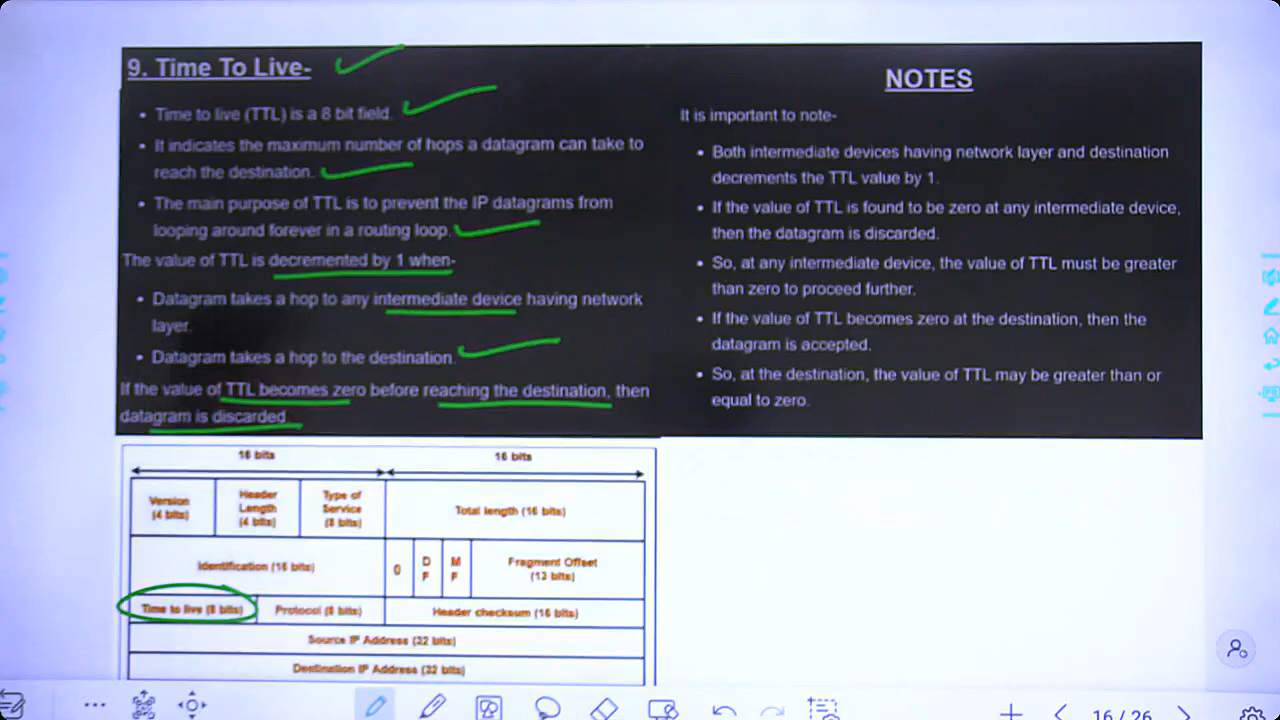 9. Time To Live-
• Time to live (TTL) is a 8 bit field.
• It indicates the maximum number of hops a datagram can take to
reach the destination.
• The main purpose of TTL is to prevent the IP datagrams from
looping around forever in a routing loop.
The value of TTL is decremented by 1 when-
• Datagram takes a hop to any intermediate device having network
layer.
• Datagram takes a hop to the destination.
If the value of TTL becomes zero before reaching the destination, then
datagram is discarded.
NOTES
It is important to note-
• Both intermediate devices having network layer and destination
decrements the TTL value by 1.
• If the value of TTL is found to be zero at any intermediate device,
then the datagram is discarded.
• So, at any intermediate device, the value of TTL must be greater
than zero to proceed further.
• If the value of TTL becomes zero at the destination, then the
datagram is accepted.
• So, at the destination, the value of TTL may be greater than or
equal to zero.
16 bits
16 bits
Version
(4 bits)
Header
Length
(4 bits)
Type of
Service
(8 bits)
Total length (16 bits)
Identification (16 bits)
0
D
F
M
F
Fragment Offset
(13 bits)
Time to live (8 bits)
Protocol (8 bits)
Header checksum (16 bits)
Source IP Address (32 bits)
Destination IP Address (32 bits)
16 / 26